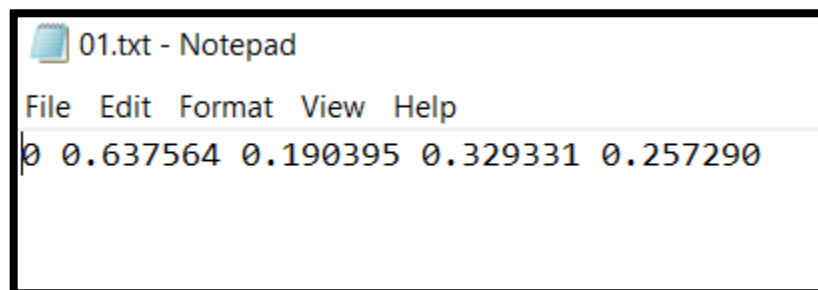 01.txt - Notepad
File Edit Format View Help
0 0.637564 0.190395 0.329331 0.257290